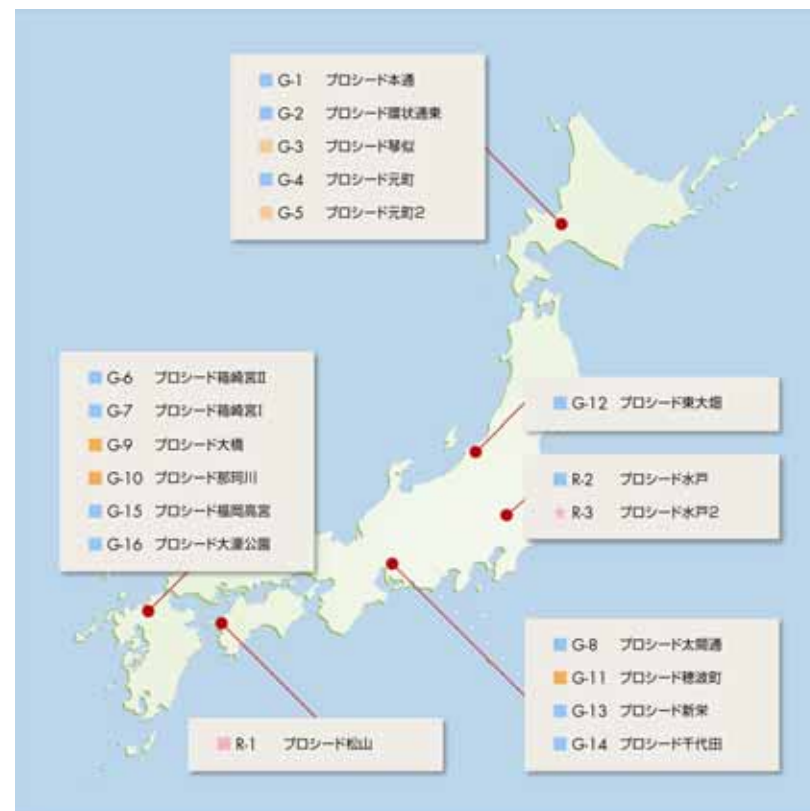 G-1 プロシード本通
G-2 プロシード環状通東
G-3 プロシード琴似
G-4 プロシード元町
G-5 プロシード元町2
G-6 プロシード箱崎宮II
G-7 プロシード箱崎宮I
G-9 プロシード大橋
G-10 プロシード那珂川
G-15 プロシード福岡高宮
G-16 プロシード大濠公園
G-12 プロシード東大畑
R-2 プロシード水戸
R-3 プロシード水戸2
G-8 プロシード太閤通
G-11 プロシード穂波町
G-13 プロシード新栄
G-14 プロシード千代田
R-1 プロシード松山